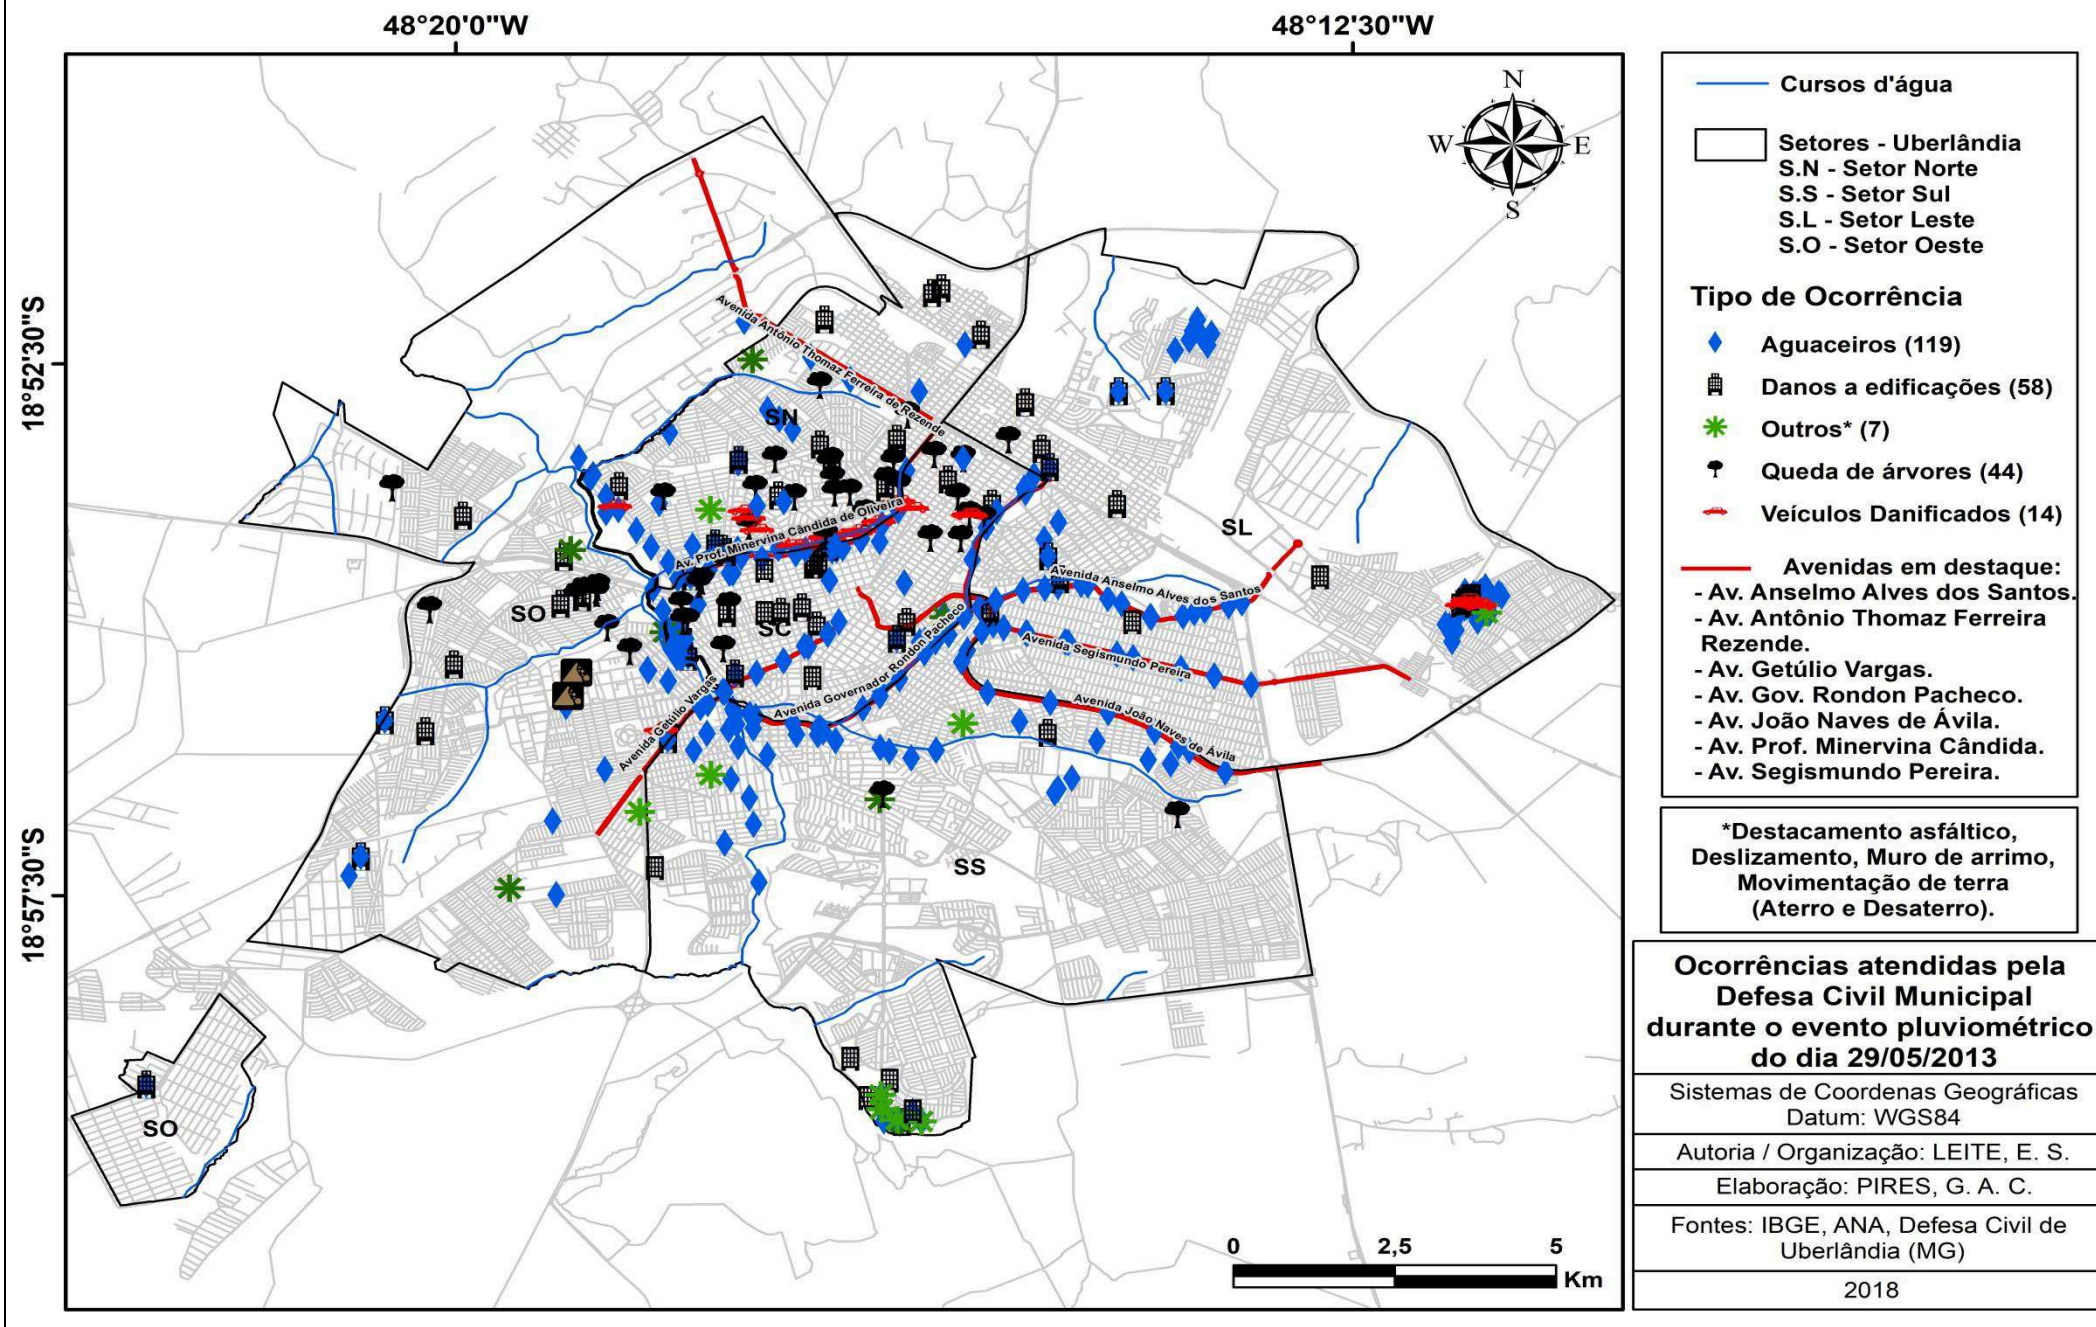 48°20'0"W
48°12'30"W
18°52'30"S
18°57'30"S
N
W
E
S
Avenida Antônio Thomaz Ferreira de Rezende
SN
Av. Prof. Minervina Cândida de Oliveira
SL
Avenida Anselmo Alves dos Santos
SO
SC
Avenida Governador Rondon Pacheco
Avenida Segismundo Pereira
Avenida Getúlio Vargas
Avenida João Naves de Ávila
SS
SO
0
2,5
5
Km
Cursos d'água
Setores - Uberlândia
S.N - Setor Norte
S.S - Setor Sul
S.L - Setor Leste
S.O - Setor Oeste
Tipo de Ocorrência
Aguaceiros (119)
Danos a edificações (58)
Outros* (7)
Queda de árvores (44)
Veículos Danificados (14)
Avenidas em destaque:
- Av. Anselmo Alves dos Santos.
- Av. Antônio Thomaz Ferreira
Rezende.
- Av. Getúlio Vargas.
- Av. Gov. Rondon Pacheco.
- Av. João Naves de Ávila.
- Av. Prof. Minervina Cândida.
- Av. Segismundo Pereira.
*Destacamento asfáltico,
Deslizamento, Muro de arrimo,
Movimentação de terra
(Aterro e Desaterro).
Ocorrências atendidas pela
Defesa Civil Municipal
durante o evento pluviométrico
do dia 29/05/2013
Sistemas de Coordenas Geográficas
Datum: WGS84
Autoria / Organização: LEITE, E. S.
Elaboração: PIRES, G. A. C.
Fontes: IBGE, ANA, Defesa Civil de
Uberlândia (MG)
2018